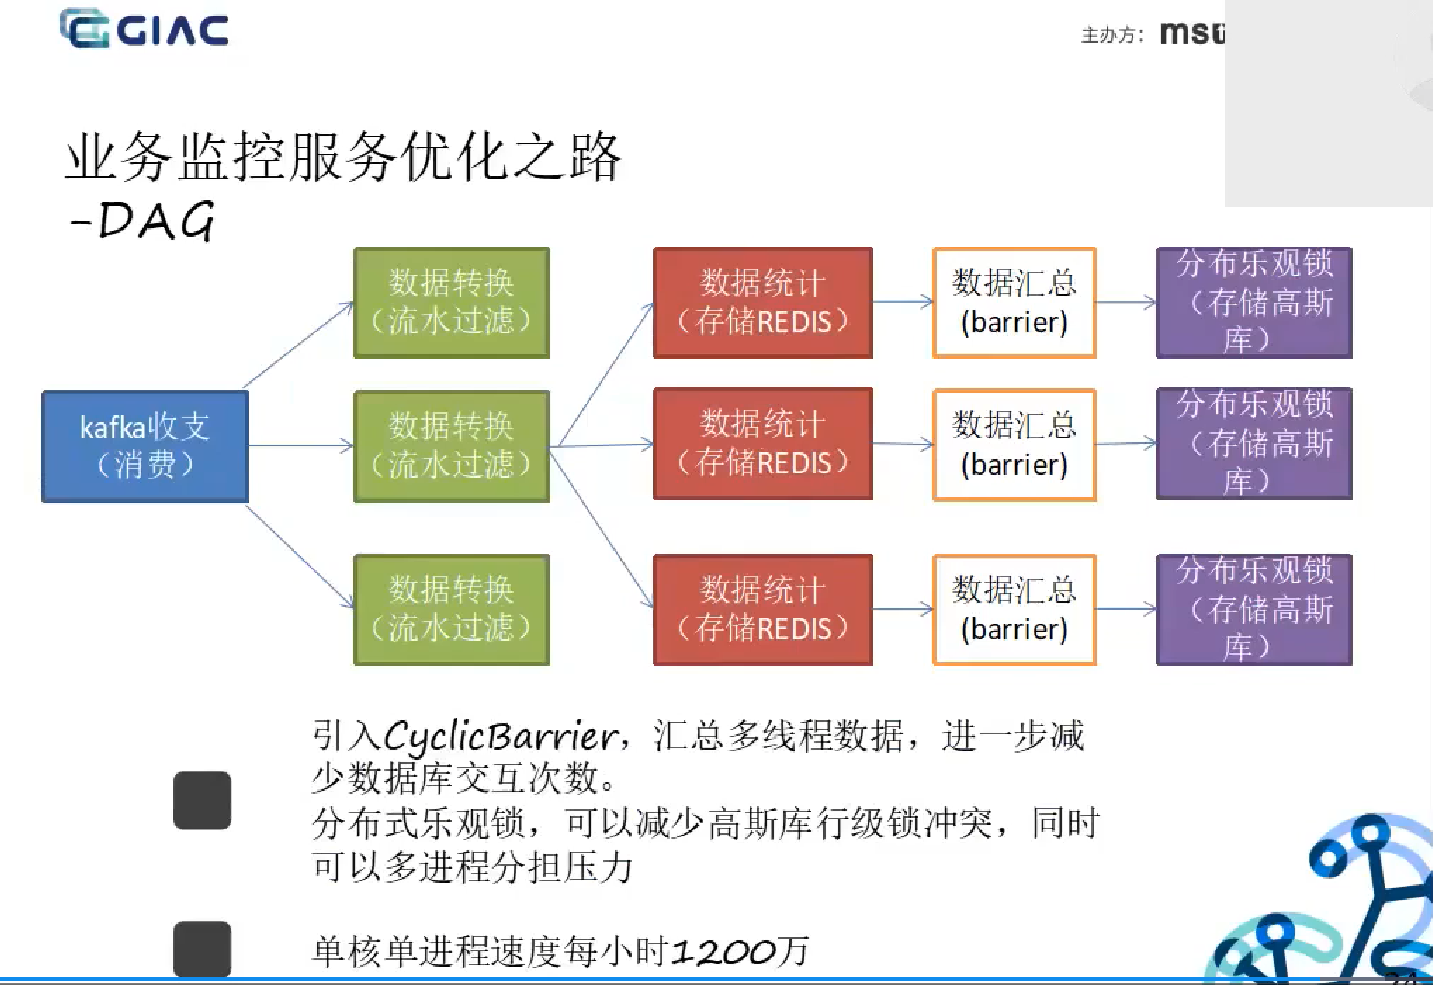 GIAC
主办方：
业务监控服务优化之路
-DAG
数据转换
（流水过滤）
数据统计
（存储REDIS）
数据汇总
(barrier)
分布乐观锁
（存储高斯
库）
kafka收支
（消费）
数据转换
（流水过滤）
数据统计
（存储REDIS）
数据汇总
(barrier)
分布乐观锁
（存储高斯
库）
数据转换
（流水过滤）
数据统计
（存储REDIS）
数据汇总
(barrier)
分布乐观锁
（存储高斯
库）
引入CyclicBarrier，汇总多线程数据，进一步减
少数据库交互次数。
分布式乐观锁，可以减少高斯库行级锁冲突，同时
可以多进程分担压力
单核单进程速度每小时1200万